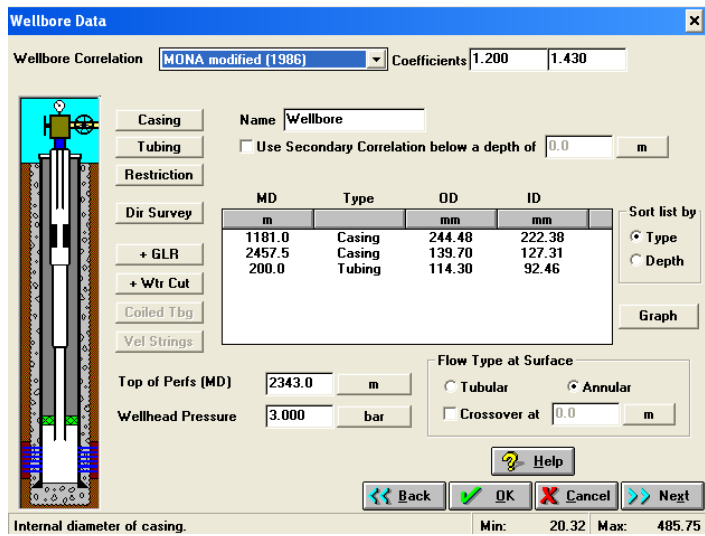 Wellbore Data
Wellbore Correlation MONA modified (1986) Coefficients 1.200 1.430
Casing
Tubing
Restriction
Dir Survey
+ GLR
+ Wtr Cut
Coiled Tbg
Vel Strings
Name Wellbore
Use Secondary Correlation below a depth of 0.0 m
MD Type OD ID
m mm mm
1181.0 Casing 244.48 222.38
2457.5 Casing 139.70 127.31
200.0 Tubing 114.30 92.46
Sort list by
Type
Depth
Graph
Top of Perfs (MD) 2343.0 m
Wellhead Pressure 3.000 bar
Flow Type at Surface
Tubular Annular
Crossover at 0.0 m
Help
Back OK Cancel Next
Internal diameter of casing. Min: 20.32 Max: 485.75